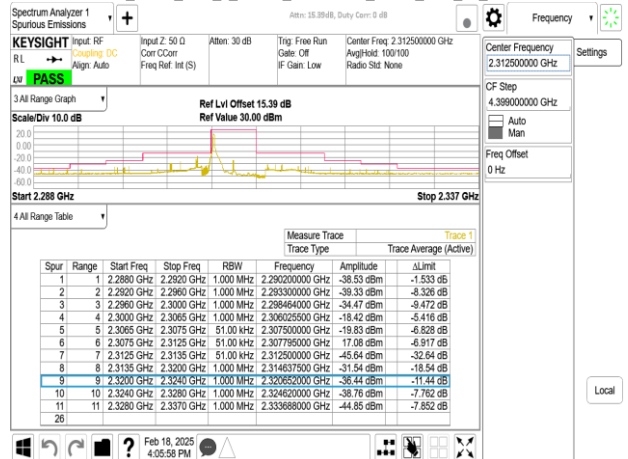 Spectrum Analyzer 1
Spurious Emissions
Attn: 15.39dB, Duty Corr: 0 dB
Frequency
KEYSIGHT
Input: RF
Coupling: DC
Align: Auto
Input Z: 50 Ω
Corr CCorr
Freq Ref: Int (S)
Atten: 30 dB
Trig: Free Run
Gate: Off
IF Gain: Low
Center Freq: 2.312500000 GHz
Avg|Hold: 100/100
Radio Std: None
RL
LXI
PASS
Center Frequency
2.312500000 GHz
Settings
CF Step
4.399000000 GHz
Auto
Man
Freq Offset
0 Hz
3 All Range Graph
Ref Lvl Offset 15.39 dB
Scale/Div 10.0 dB
Ref Value 30.00 dBm
20.0
0.00
-20.0
-40.0
-60.0
Start 2.288 GHz
Stop 2.337 GHz
4 All Range Table
Measure Trace Trace 1
Trace Type Trace Average (Active)
Spur Range Start Freq Stop Freq RBW Frequency Amplitude ΔLimit
1 1 2.2880 GHz 2.2920 GHz 1.000 MHz 2.290200000 GHz -38.53 dBm -1.533 dB
2 2 2.2920 GHz 2.2960 GHz 1.000 MHz 2.293300000 GHz -39.33 dBm -8.326 dB
3 3 2.2960 GHz 2.3000 GHz 1.000 MHz 2.298464000 GHz -34.47 dBm -9.472 dB
4 4 2.3000 GHz 2.3065 GHz 1.000 MHz 2.306025500 GHz -18.42 dBm -5.416 dB
5 5 2.3065 GHz 2.3075 GHz 51.00 kHz 2.307500000 GHz -19.83 dBm -6.828 dB
6 6 2.3075 GHz 2.3125 GHz 51.00 kHz 2.307795000 GHz 17.08 dBm -6.917 dB
7 7 2.3125 GHz 2.3135 GHz 51.00 kHz 2.312500000 GHz -45.64 dBm -32.64 dB
8 8 2.3135 GHz 2.3200 GHz 1.000 MHz 2.314637500 GHz -31.54 dBm -18.54 dB
9 9 2.3200 GHz 2.3240 GHz 1.000 MHz 2.320652000 GHz -36.44 dBm -11.44 dB
10 10 2.3240 GHz 2.3280 GHz 1.000 MHz 2.324620000 GHz -38.76 dBm -7.762 dB
11 11 2.3280 GHz 2.3370 GHz 1.000 MHz 2.333688000 GHz -44.85 dBm -7.852 dB
26
Local
?
Feb 18, 2025
4:05:58 PM